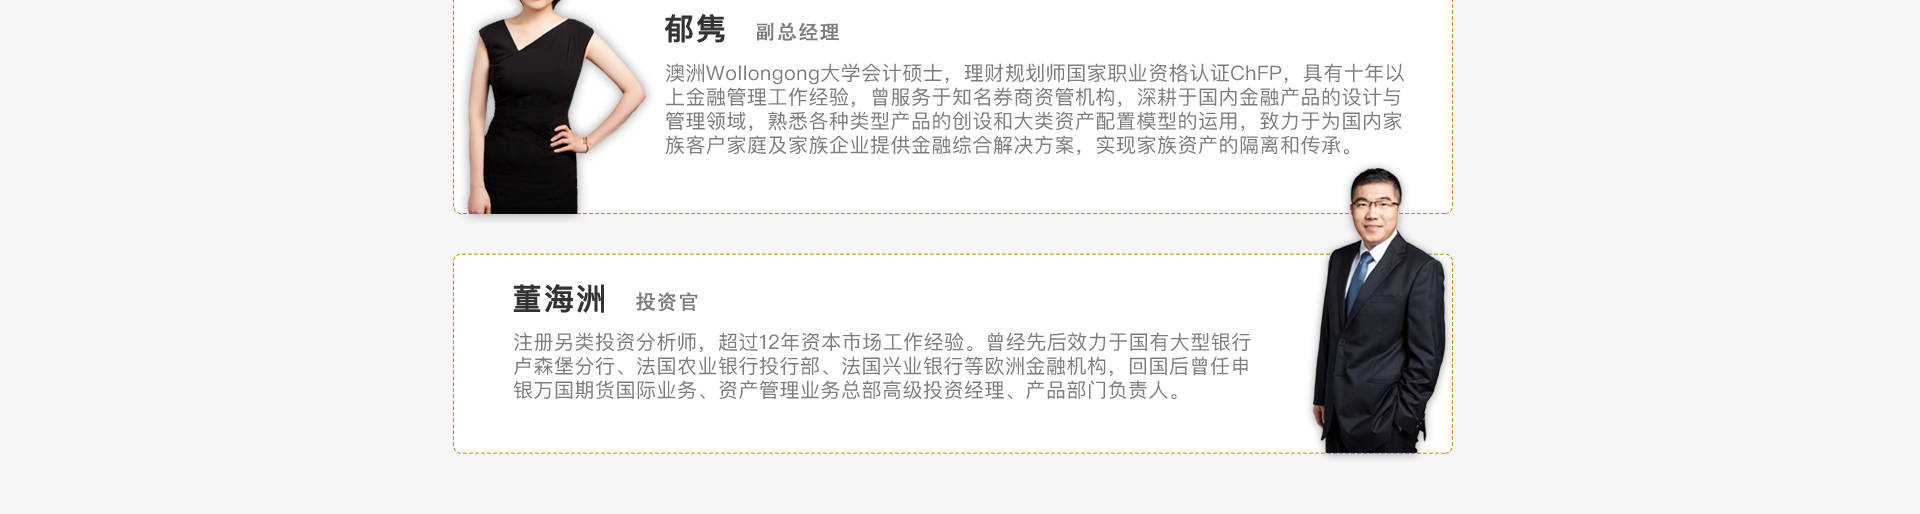 郁隽 副总经理
澳洲Wollongong大学会计硕士，理财规划师国家职业资格认证ChFP，具有十年以
上金融管理工作经验，曾服务于知名券商资管机构，深耕于国内金融产品的设计与
管理领域，熟悉各种类型产品的创设和大类资产配置模型的运用，致力于为国内家
族客户家庭及家族企业提供金融综合解决方案，实现家族资产的隔离和传承。
董海洲 投资官
注册另类投资分析师，超过12年资本市场工作经验。曾经先后效力于国有大型银行
卢森堡分行、法国农业银行投行部、法国兴业银行等欧洲金融机构，回国后曾任申
银万国期货国际业务、资产管理业务总部高级投资经理、产品部门负责人。